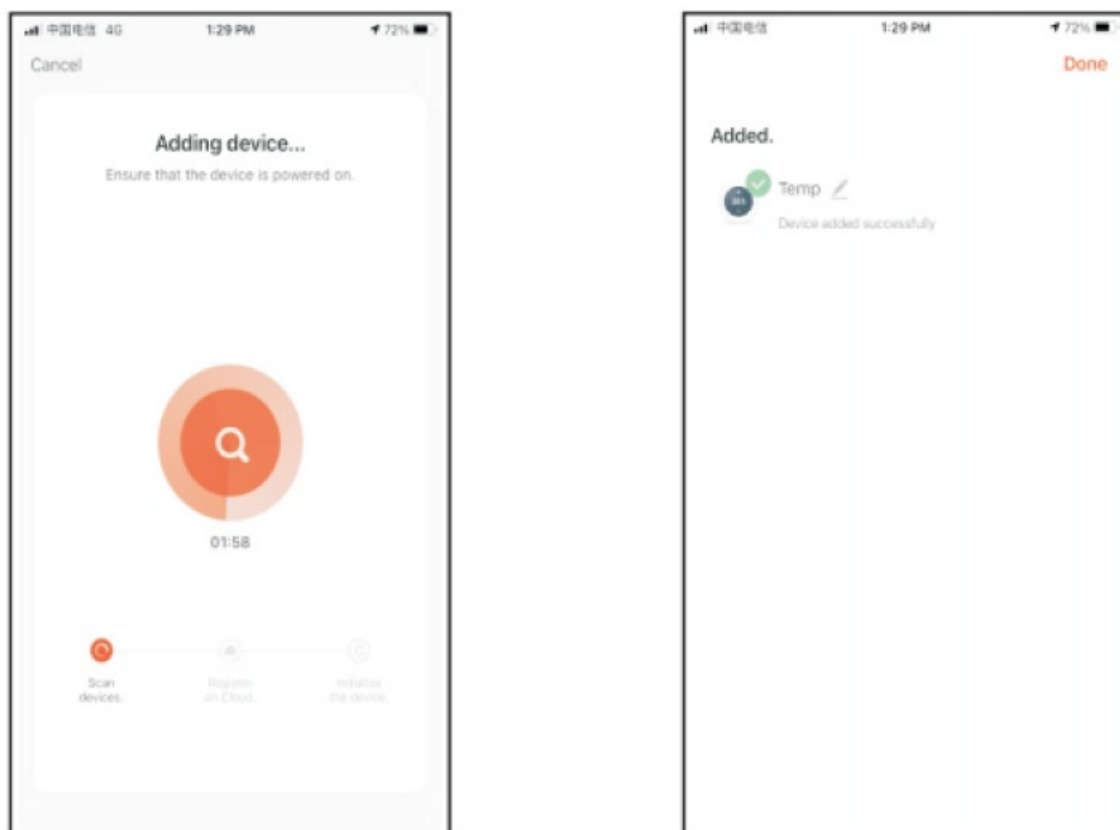 中国电信 4G 1:29 PM 72%
Cancel
Adding device...
Ensure that the device is powered on.
01:58
Scan
devices.
Register
on Cloud.
Initialize
the device.
中国电信 1:29 PM 72%
Done
Added.
Temp
Device added successfully